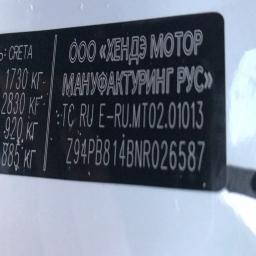 Ь: CRETA
1730 КГ
2830 КГ
920 КГ
885 КГ
ООО «ХЕНДЭ МОТОР
МАНУФАКТУРИНГ РУС»
TC RU E-RU.MT02.01013
Z94PB814BNR026587